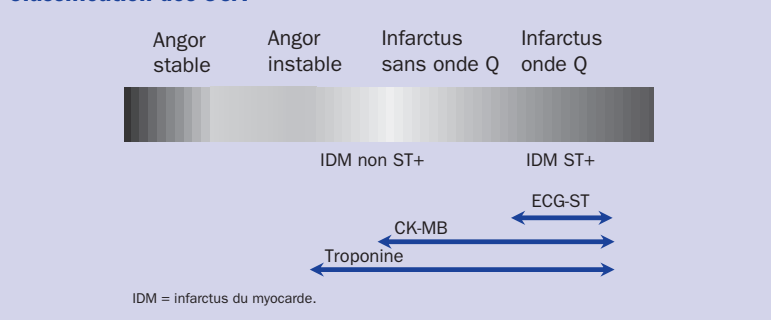 Angor stable
Angor instable
Infarctus sans onde Q
Infarctus onde Q
IDM non ST+
IDM ST+
ECG-ST
CK-MB
Troponine
IDM = infarctus du myocarde.